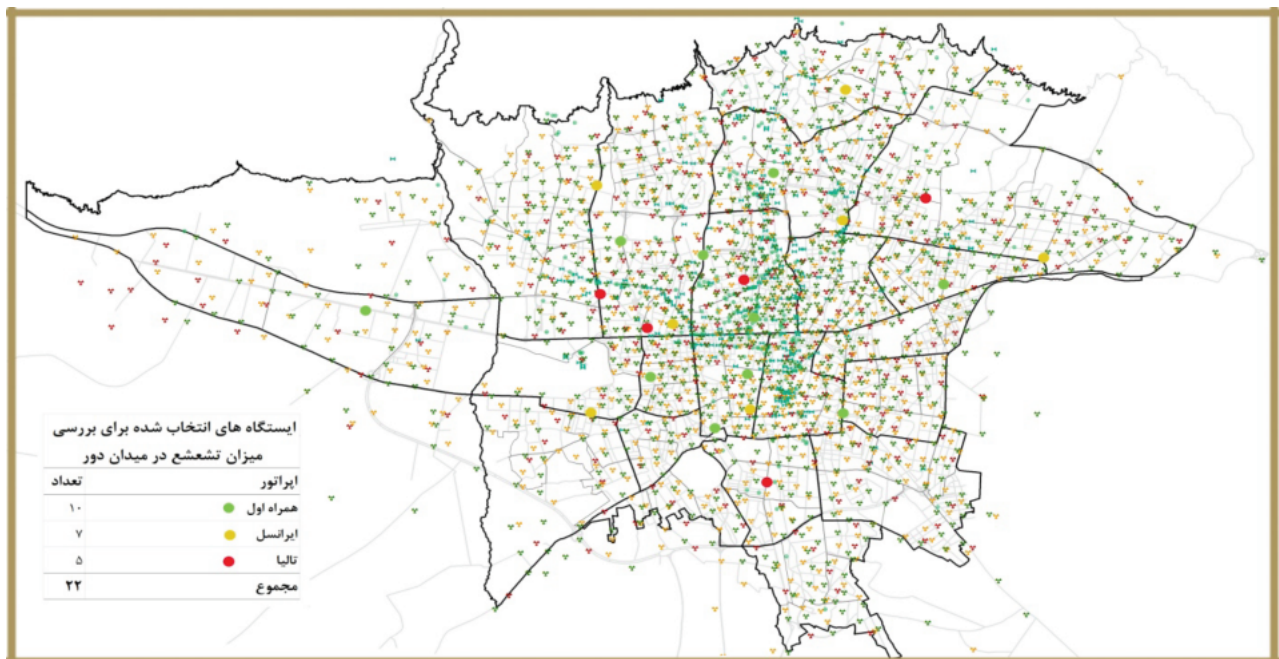 ایستگاه های انتخاب شده برای بررسی
میزان تشعشع در میدان دور
اپراتور تعداد
همراه اول ۱۰
ایرانسل ۷
تالیا ۵
مجموع ۲۲